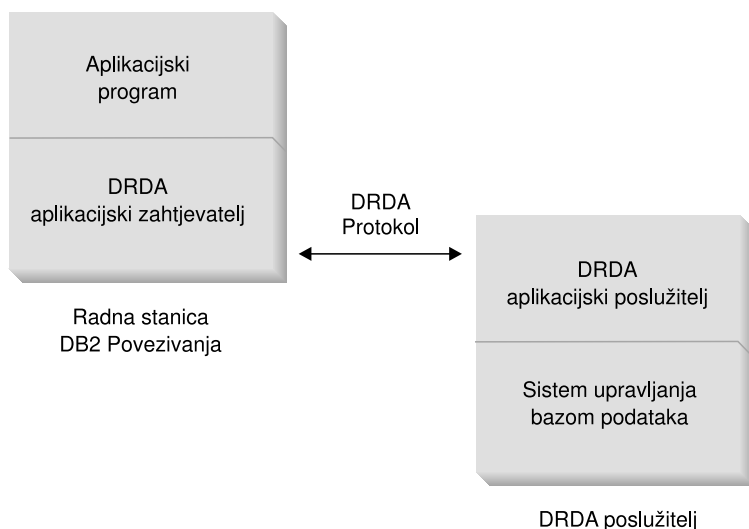 Aplikacijski
program
DRDA
aplikacijski zahtjevatelj
Radna stanica
DB2 Povezivanja
DRDA
Protokol
DRDA
aplikacijski poslužitelj
Sistem upravljanja
bazom podataka
DRDA poslužitelj